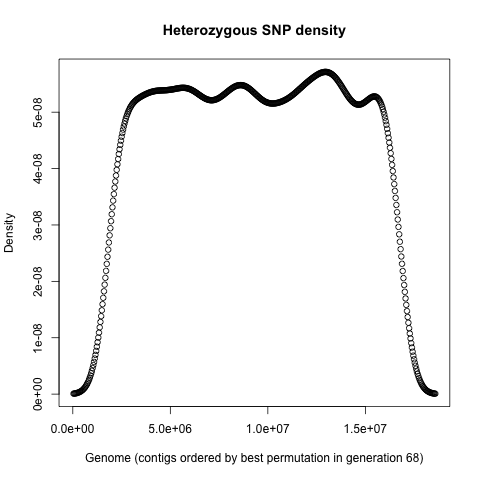 Heterozygous SNP density
Density
5e-08
4e-08
3e-08
2e-08
1e-08
0e+00
0.0e+00 5.0e+06 1.0e+07 1.5e+07
Genome (contigs ordered by best permutation in generation 68)